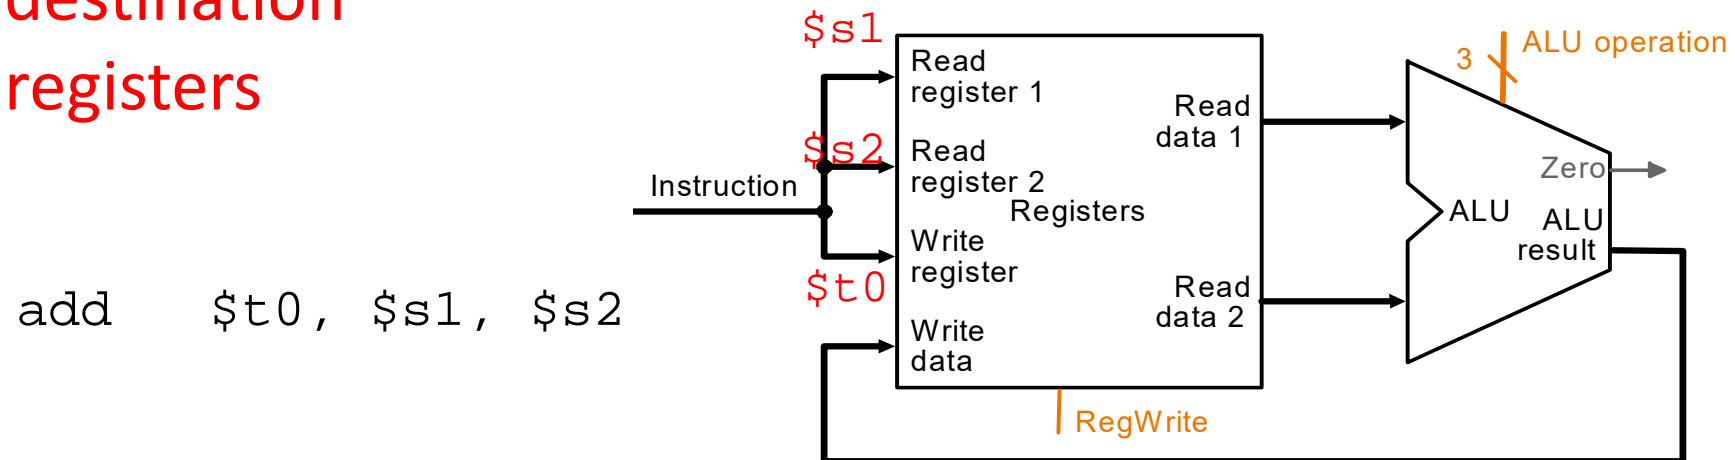 destination
registers
add $t0, $s1, $s2
Instruction
$s1
$s2
$t0
Read
register 1
Read
register 2
Registers
Write
register
Write
data
Read
data 1
Read
data 2
RegWrite
3
ALU operation
Zero
ALU
ALU
result